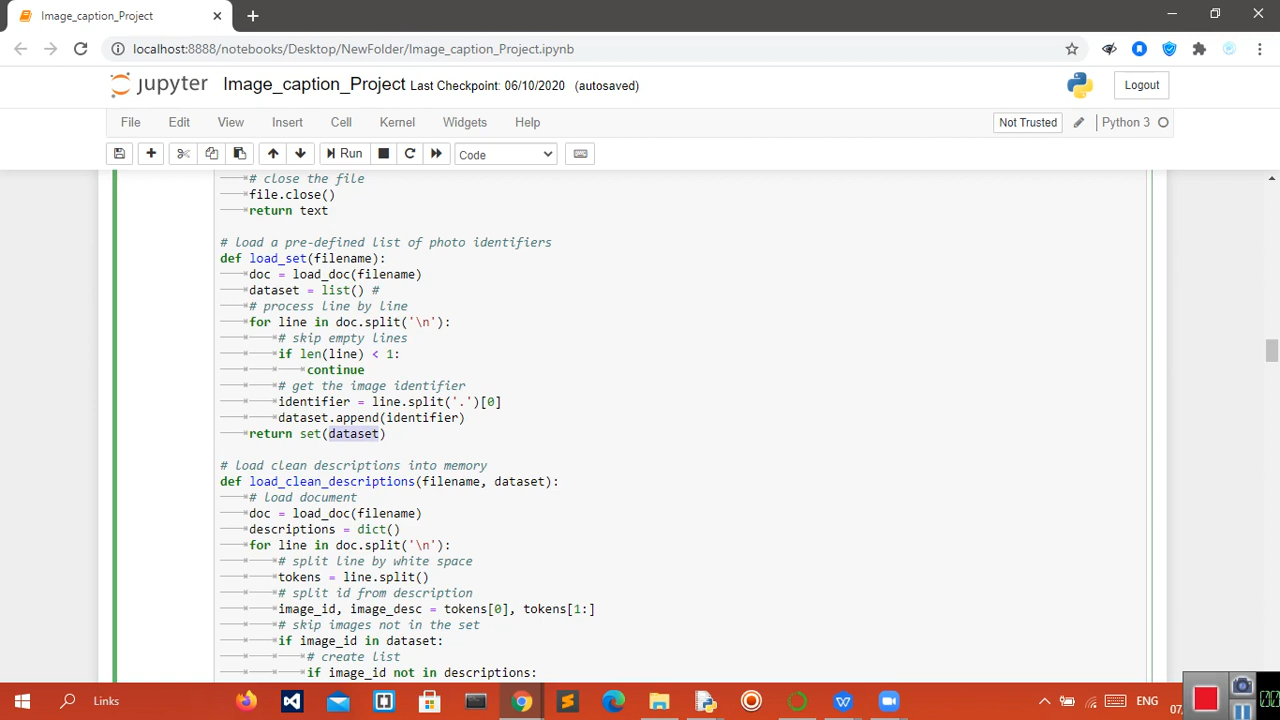 Image_caption_Project
localhost:8888/notebooks/Desktop/NewFolder/Image_caption_Project.ipynb
jupyter Image_caption_Project Last Checkpoint: 06/10/2020 (autosaved) Logout
File Edit View Insert Cell Kernel Widgets Help Not Trusted Python 3
Run Code
# close the file
file.close()
return text
# load a pre-defined list of photo identifiers
def load_set(filename):
doc = load_doc(filename)
dataset = list() #
# process line by line
for line in doc.split('\n'):
# skip empty lines
if len(line) < 1:
continue
# get the image identifier
identifier = line.split('.')[0]
dataset.append(identifier)
return set(dataset)
# load clean descriptions into memory
def load_clean_descriptions(filename, dataset):
# load document
doc = load_doc(filename)
descriptions = dict()
for line in doc.split('\n'):
# split line by white space
tokens = line.split()
# split id from description
image_id, image_desc = tokens[0], tokens[1:]
# skip images not in the set
if image_id in dataset:
# create list
if image_id not in descriptions:
Links ENG